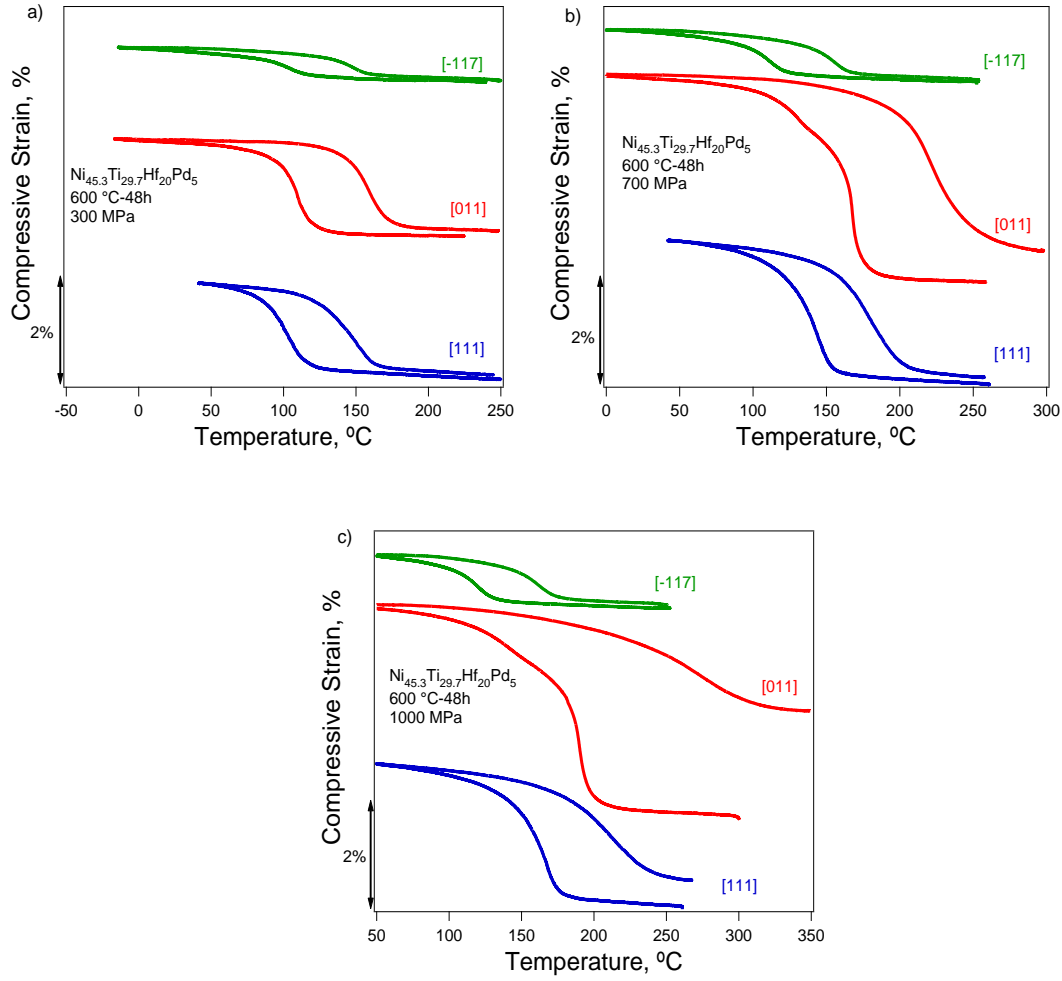 a)
[-117]
Ni45.3Ti29.7Hf20Pd5
600 °C-48h
300 MPa
[011]
[111]
2%
Compressive Strain, %
-50 0 50 100 150 200 250
Temperature, ºC
b)
[-117]
Ni45.3Ti29.7Hf20Pd5
600 °C-48h
700 MPa
[011]
[111]
2%
Compressive Strain, %
0 50 100 150 200 250 300
Temperature, ºC
c)
[-117]
Ni45.3Ti29.7Hf20Pd5
600 °C-48h
1000 MPa
[011]
[111]
2%
Compressive Strain, %
50 100 150 200 250 300 350
Temperature, ºC